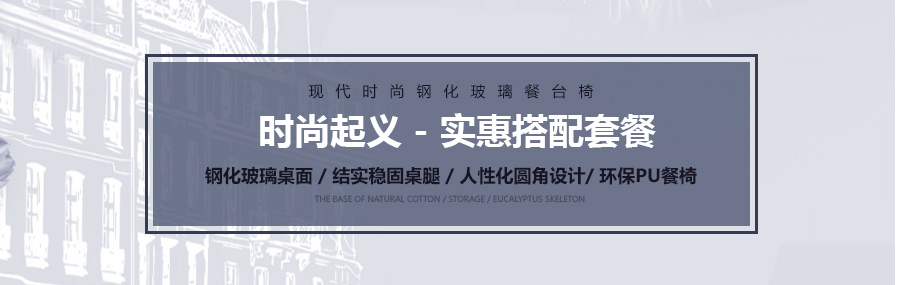 现代时尚钢化玻璃餐台椅
时尚起义 - 实惠搭配套餐
钢化玻璃桌面 / 结实稳固桌腿 / 人性化圆角设计/ 环保PU餐椅
THE BASE OF NATURAL COTTON / STORAGE / EUCALYPTUS SKELETON